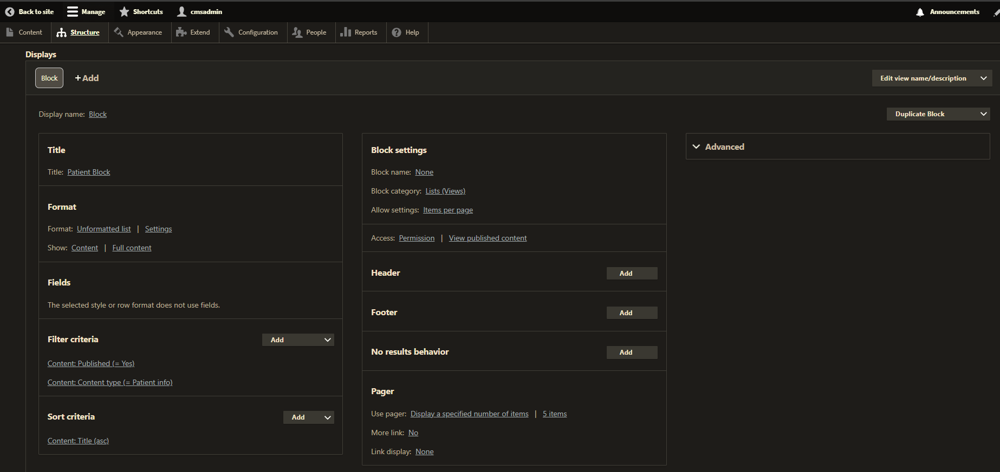 Back to site Manage Shortcuts cmsadmin Announcements
Content Structure Appearance Extend Configuration People Reports Help
Displays
Block + Add Edit view name/description
Display name: Block Duplicate Block
Title
Title: Patient Block
Format
Format: Unformatted list | Settings
Show: Content | Full content
Fields
The selected style or row format does not use fields.
Filter criteria Add
Content: Published (= Yes)
Content: Content type (= Patient info)
Sort criteria Add
Content: Title (asc)
Block settings
Block name: None
Block category: Lists (Views)
Allow settings: Items per page
Access: Permission | View published content
Header Add
Footer Add
No results behavior Add
Pager
Use pager: Display a specified number of items | 5 items
More link: No
Link display: None
Advanced